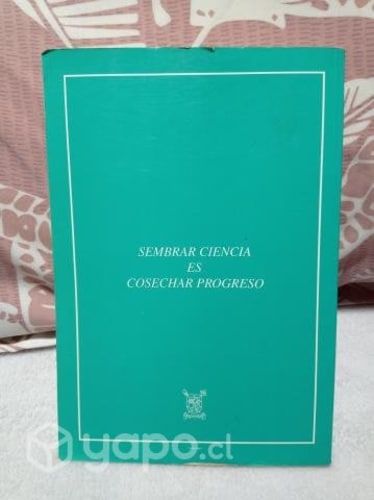 SEMBRAR CIENCIA
ES
COSECHAR PROGRESO
yapo.cl